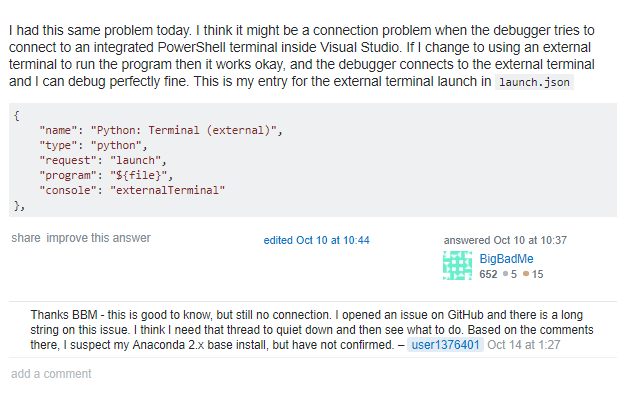 I had this same problem today. I think it might be a connection problem when the debugger tries to
connect to an integrated PowerShell terminal inside Visual Studio. If I change to using an external
terminal to run the program then it works okay, and the debugger connects to the external terminal
and I can debug perfectly fine. This is my entry for the external terminal launch in launch.json
{
"name": "Python: Terminal (external)",
"type": "python",
"request": "launch",
"program": "${file}",
"console": "externalTerminal"
},
share improve this answer
edited Oct 10 at 10:44
answered Oct 10 at 10:37
BigBadMe
652 5 15
Thanks BBM - this is good to know, but still no connection. I opened an issue on GitHub and there is a long
string on this issue. I think I need that thread to quiet down and then see what to do. Based on the comments
there, I suspect my Anaconda 2.x base install, but have not confirmed. – user1376401 Oct 14 at 1:27
add a comment